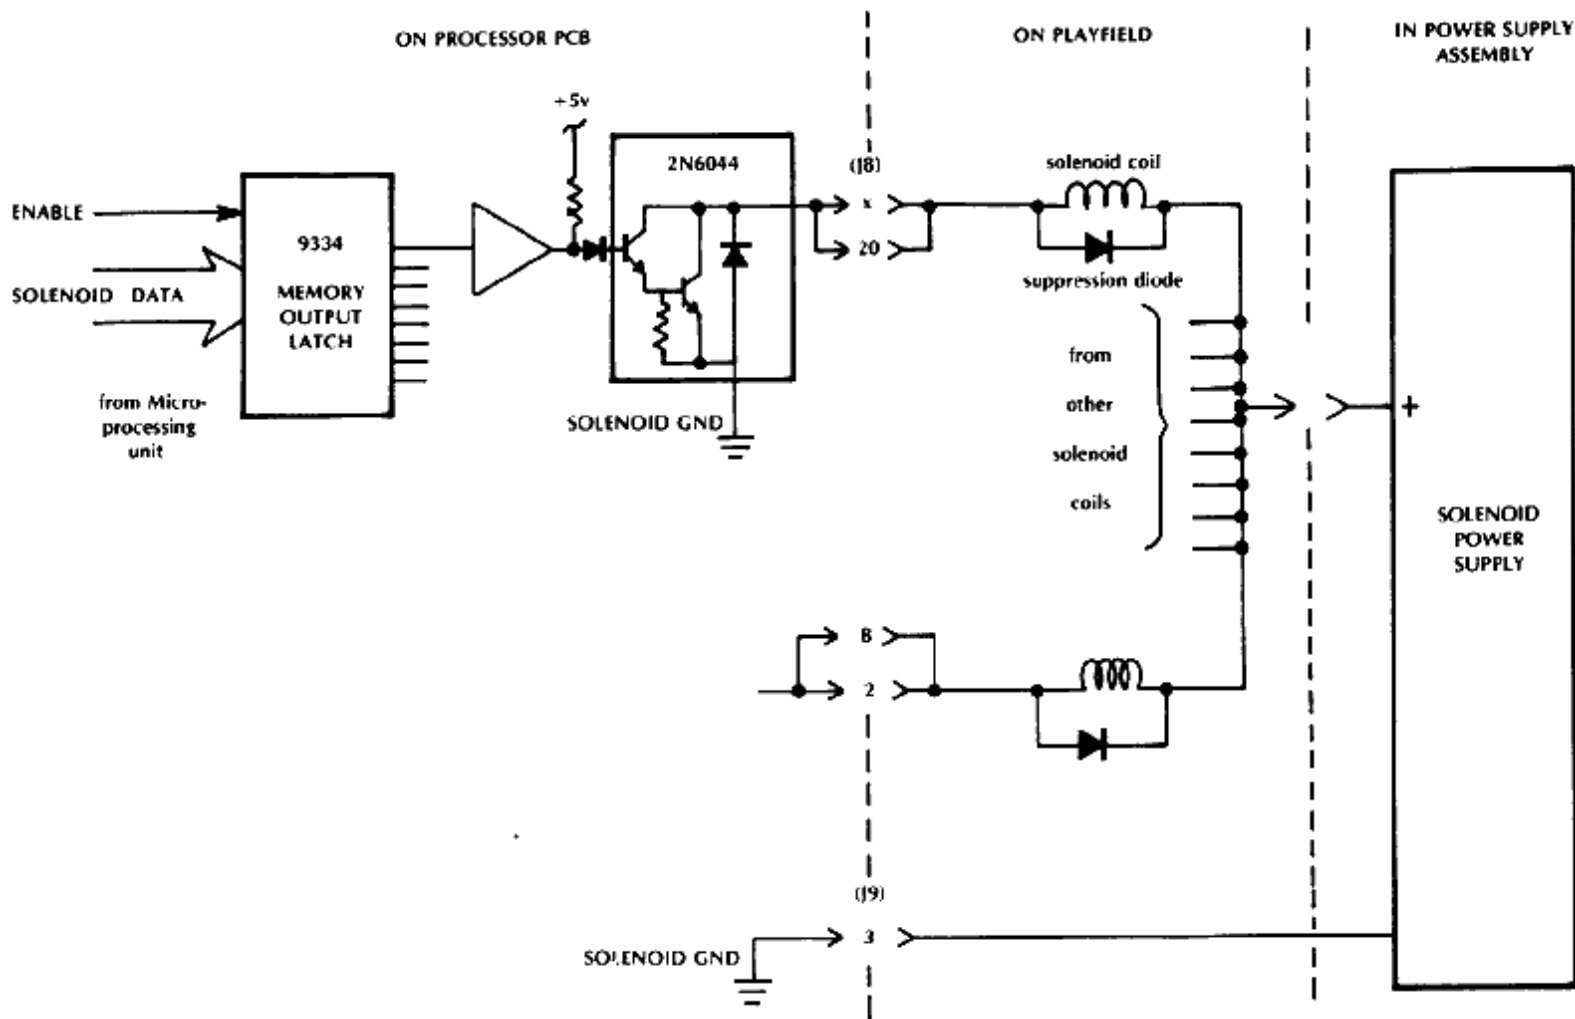 ON PROCESSOR PCB
ON PLAYFIELD
IN POWER SUPPLY
ASSEMBLY
+5v
2N6044
(J8)
solenoid coil
x
20
ENABLE
9334
SOLENOID DATA
MEMORY
OUTPUT
LATCH
suppression diode
from Micro-
processing
unit
SOLENOID GND
from
other
solenoid
coils
+
SOLENOID
POWER
SUPPLY
B
2
(J9)
3
SOLENOID GND